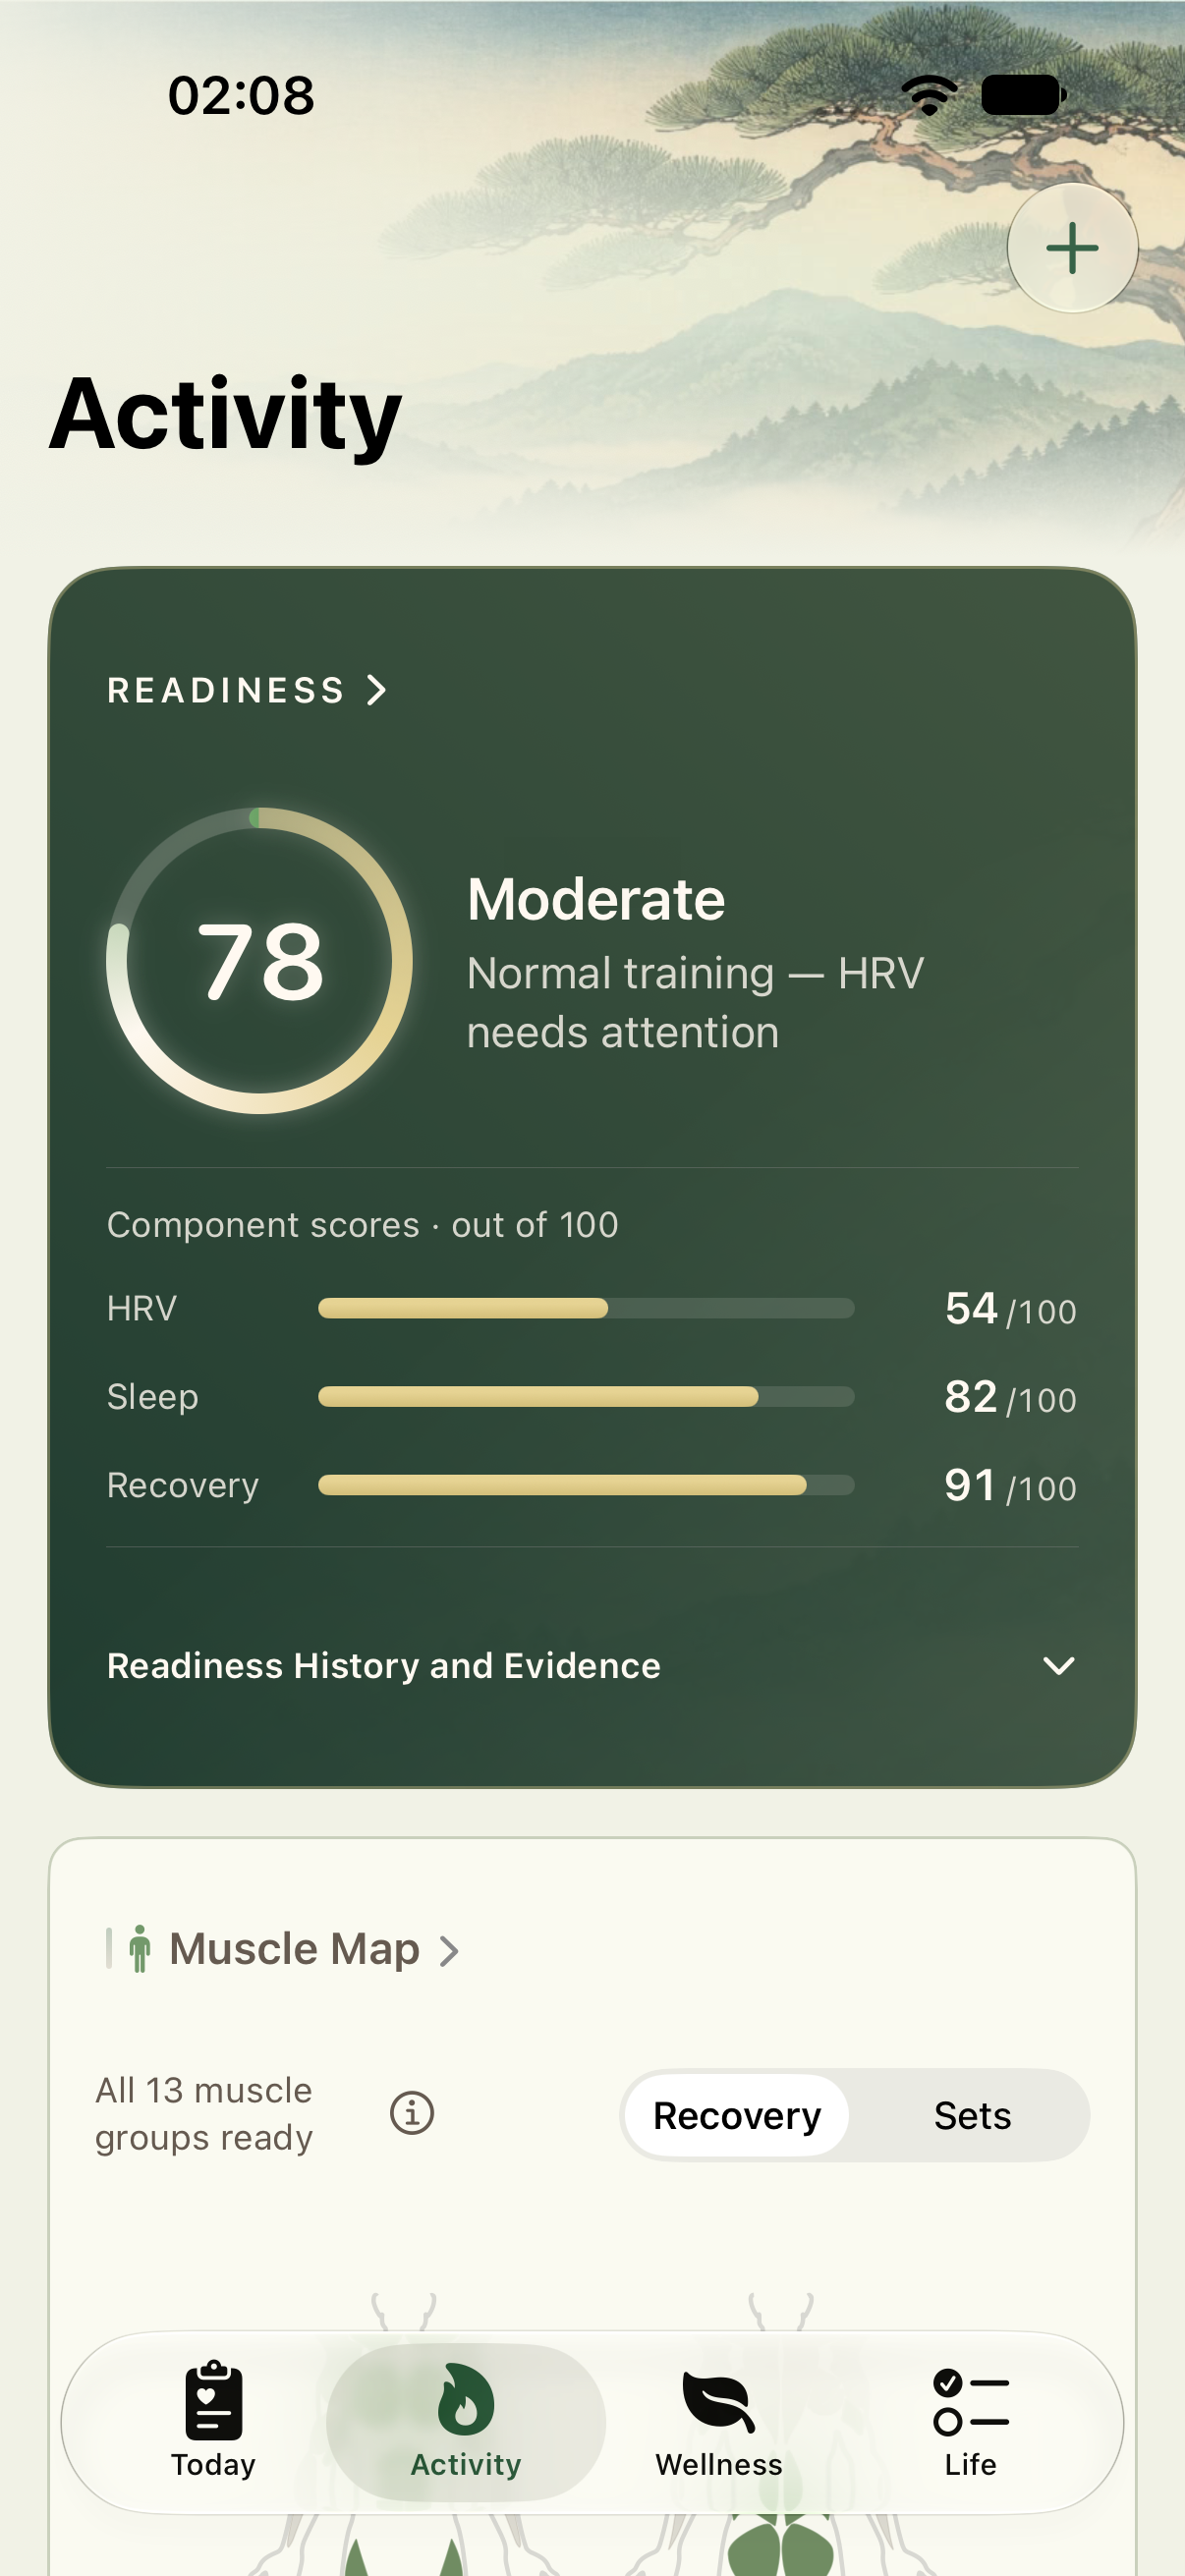 02:08
Activity
READINESS
78
Moderate
Normal training — HRV
needs attention
Component scores · out of 100
HRV 54/100
Sleep 82/100
Recovery 91/100
Readiness History and Evidence
Muscle Map
All 13 muscle
groups ready
Recovery Sets
Today Activity Wellness Life